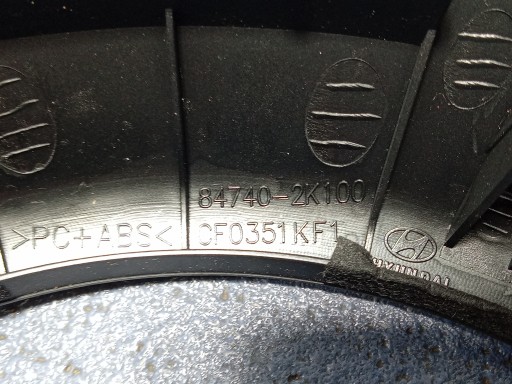 84740-2K100
>PC+ABS< CF0351KF1
HYUNDAI